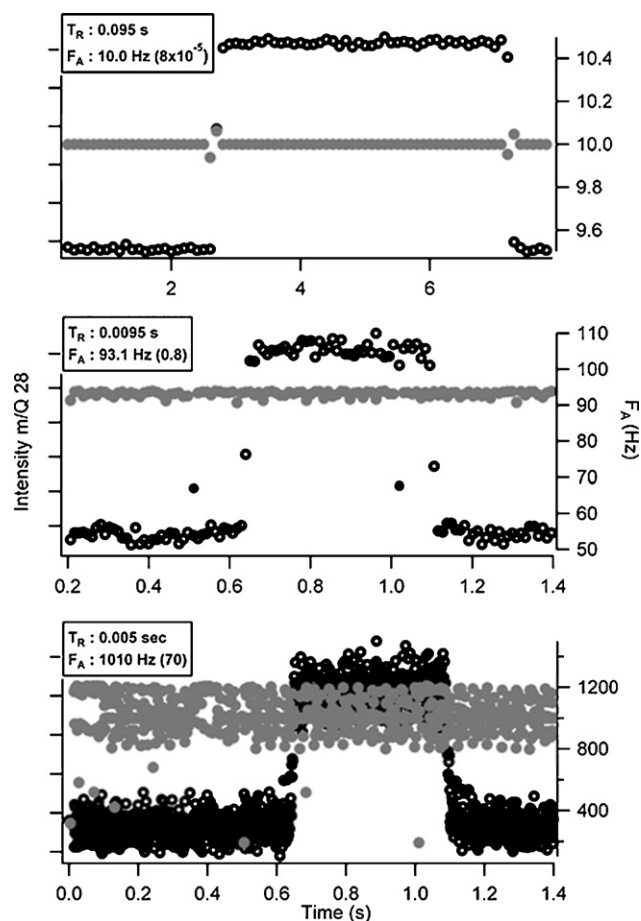 T_R : 0.095 s
F_A : 10.0 Hz (8x10⁻⁵)
10.4
10.2
10.0
9.8
9.6
2 4 6
T_R : 0.0095 s
F_A : 93.1 Hz (0.8)
110
100
90
80
70
60
50
0.2 0.4 0.6 0.8 1.0 1.2 1.4
Intensity m/Q 28
F_A (Hz)
T_R : 0.005 sec
F_A : 1010 Hz (70)
1200
800
400
0.0 0.2 0.4 0.6 0.8 1.0 1.2 1.4
Time (s)